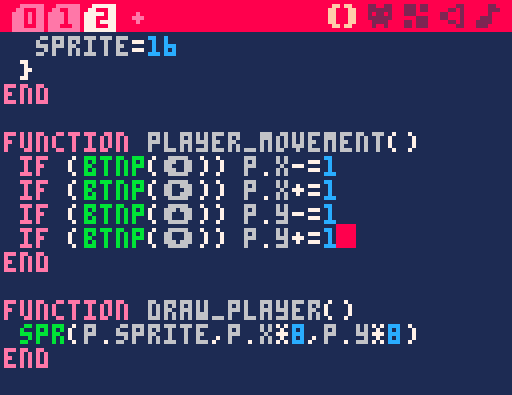 0 1 2 + ()
SPRITE=16
}
END
FUNCTION PLAYER_MOVEMENT()
IF (BTNP(⬅️)) P.X-=1
IF (BTNP(➡️)) P.X+=1
IF (BTNP(⬆️)) P.Y-=1
IF (BTNP(⬇️)) P.Y+=1
END
FUNCTION DRAW_PLAYER()
SPR(P.SPRITE,P.X*8,P.Y*8)
END